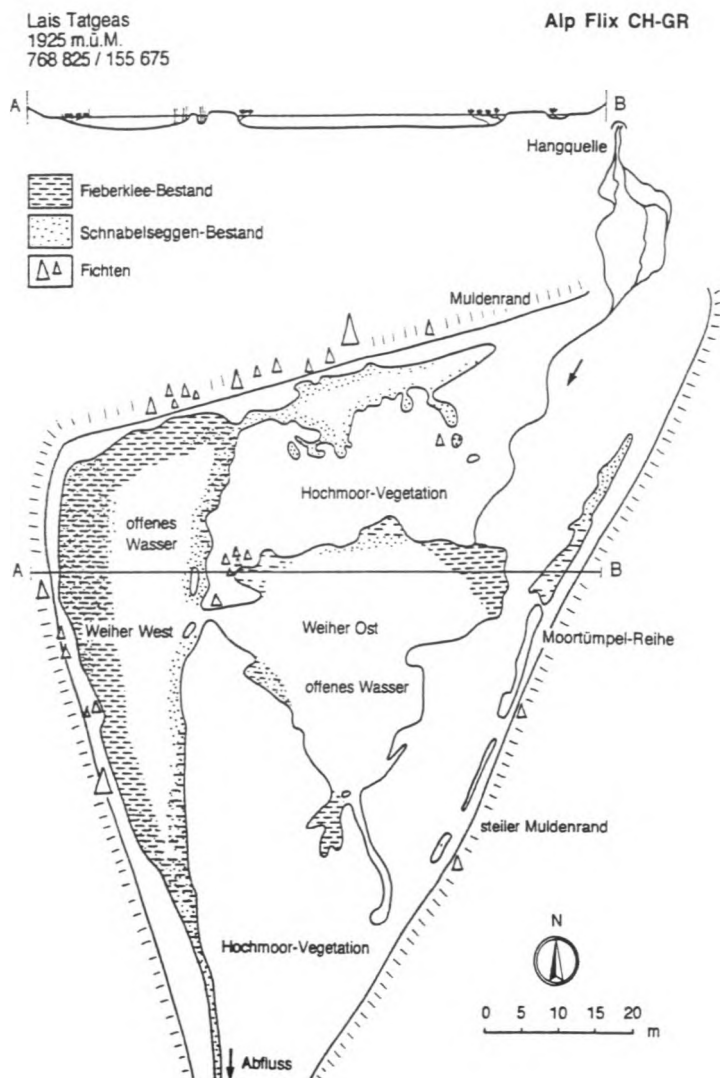 Lais Tatgeas
1925 m.ü.M.
768 825 / 155 675
Alp Flix CH-GR
A
B
Hangquelle
Fieberklee-Bestand
Schnabelseggen-Bestand
Fichten
Muldenrand
Hochmoor-Vegetation
offenes
Wasser
A
B
Weiher West
Weiher Ost
Moortümpel-Reihe
offenes Wasser
steiler Muldenrand
Hochmoor-Vegetation
N
0 5 10 15 20
m
Abfluss